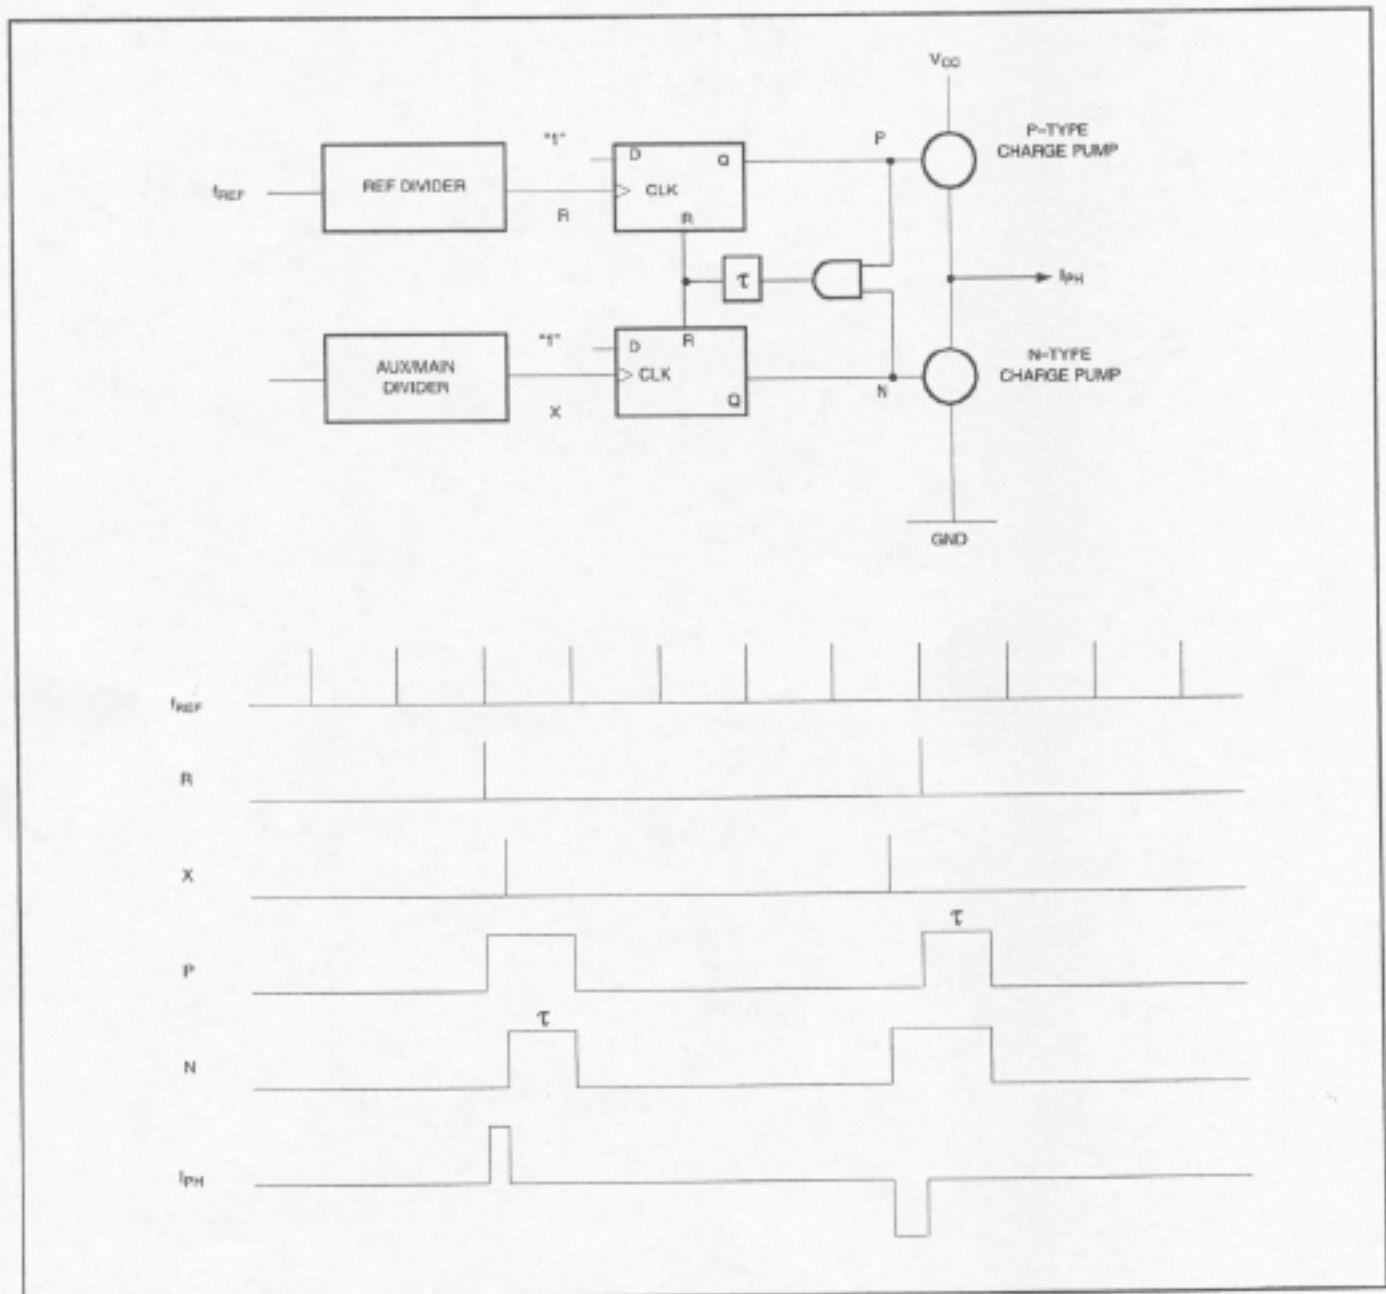 VCC
P-TYPE
CHARGE PUMP
P
"1"
D
Q
fREF
REF DIVIDER
CLK
R
R
τ
IPH
"1"
D
R
N-TYPE
CHARGE PUMP
AUX/MAIN
DIVIDER
CLK
N
X
Q
GND
fREF
R
X
τ
P
τ
N
IPH